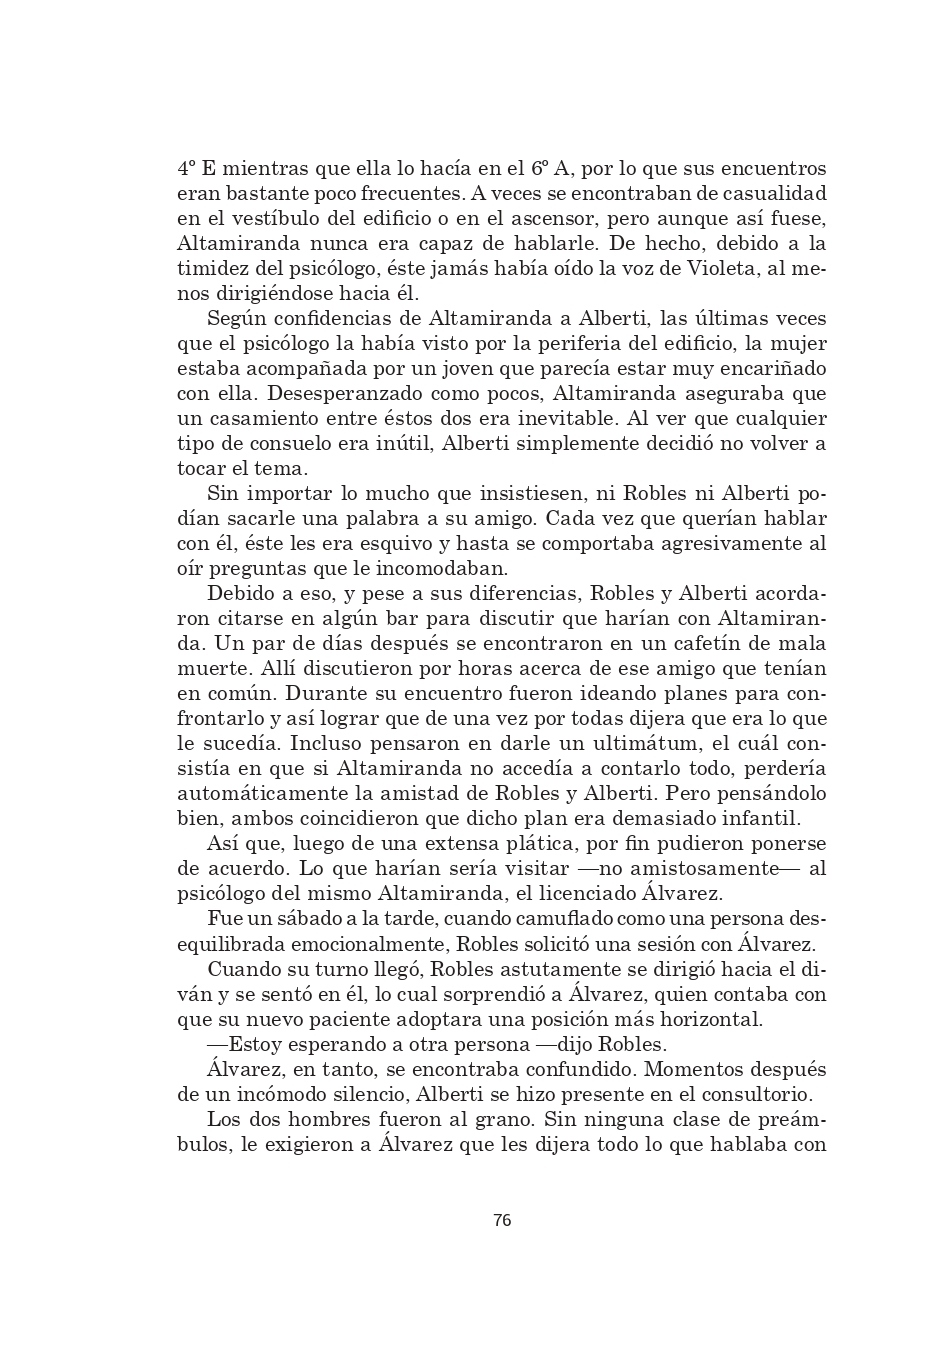 4º E mientras que ella lo hacía en el 6º A, por lo que sus encuentros
eran bastante poco frecuentes. A veces se encontraban de casualidad
en el vestíbulo del edificio o en el ascensor, pero aunque así fuese,
Altamiranda nunca era capaz de hablarle. De hecho, debido a la
timidez del psicólogo, éste jamás había oído la voz de Violeta, al me-
nos dirigiéndose hacia él.
Según confidencias de Altamiranda a Alberti, las últimas veces
que el psicólogo la había visto por la periferia del edificio, la mujer
estaba acompañada por un joven que parecía estar muy encariñado
con ella. Desesperanzado como pocos, Altamiranda aseguraba que
un casamiento entre éstos dos era inevitable. Al ver que cualquier
tipo de consuelo era inútil, Alberti simplemente decidió no volver a
tocar el tema.
Sin importar lo mucho que insistiesen, ni Robles ni Alberti po-
dían sacarle una palabra a su amigo. Cada vez que querían hablar
con él, éste les era esquivo y hasta se comportaba agresivamente al
oír preguntas que le incomodaban.
Debido a eso, y pese a sus diferencias, Robles y Alberti acorda-
ron citarse en algún bar para discutir que harían con Altamiran-
da. Un par de días después se encontraron en un cafetín de mala
muerte. Allí discutieron por horas acerca de ese amigo que tenían
en común. Durante su encuentro fueron ideando planes para con-
frontarlo y así lograr que de una vez por todas dijera que era lo que
le sucedía. Incluso pensaron en darle un ultimátum, el cuál con-
sistía en que si Altamiranda no accedía a contarlo todo, perdería
automáticamente la amistad de Robles y Alberti. Pero pensándolo
bien, ambos coincidieron que dicho plan era demasiado infantil.
Así que, luego de una extensa plática, por fin pudieron ponerse
de acuerdo. Lo que harían sería visitar —no amistosamente— al
psicólogo del mismo Altamiranda, el licenciado Álvarez.
Fue un sábado a la tarde, cuando camuflado como una persona des-
equilibrada emocionalmente, Robles solicitó una sesión con Álvarez.
Cuando su turno llegó, Robles astutamente se dirigió hacia el di-
ván y se sentó en él, lo cual sorprendió a Álvarez, quien contaba con
que su nuevo paciente adoptara una posición más horizontal.
—Estoy esperando a otra persona —dijo Robles.
Álvarez, en tanto, se encontraba confundido. Momentos después
de un incómodo silencio, Alberti se hizo presente en el consultorio.
Los dos hombres fueron al grano. Sin ninguna clase de preám-
bulos, le exigieron a Álvarez que les dijera todo lo que hablaba con
76